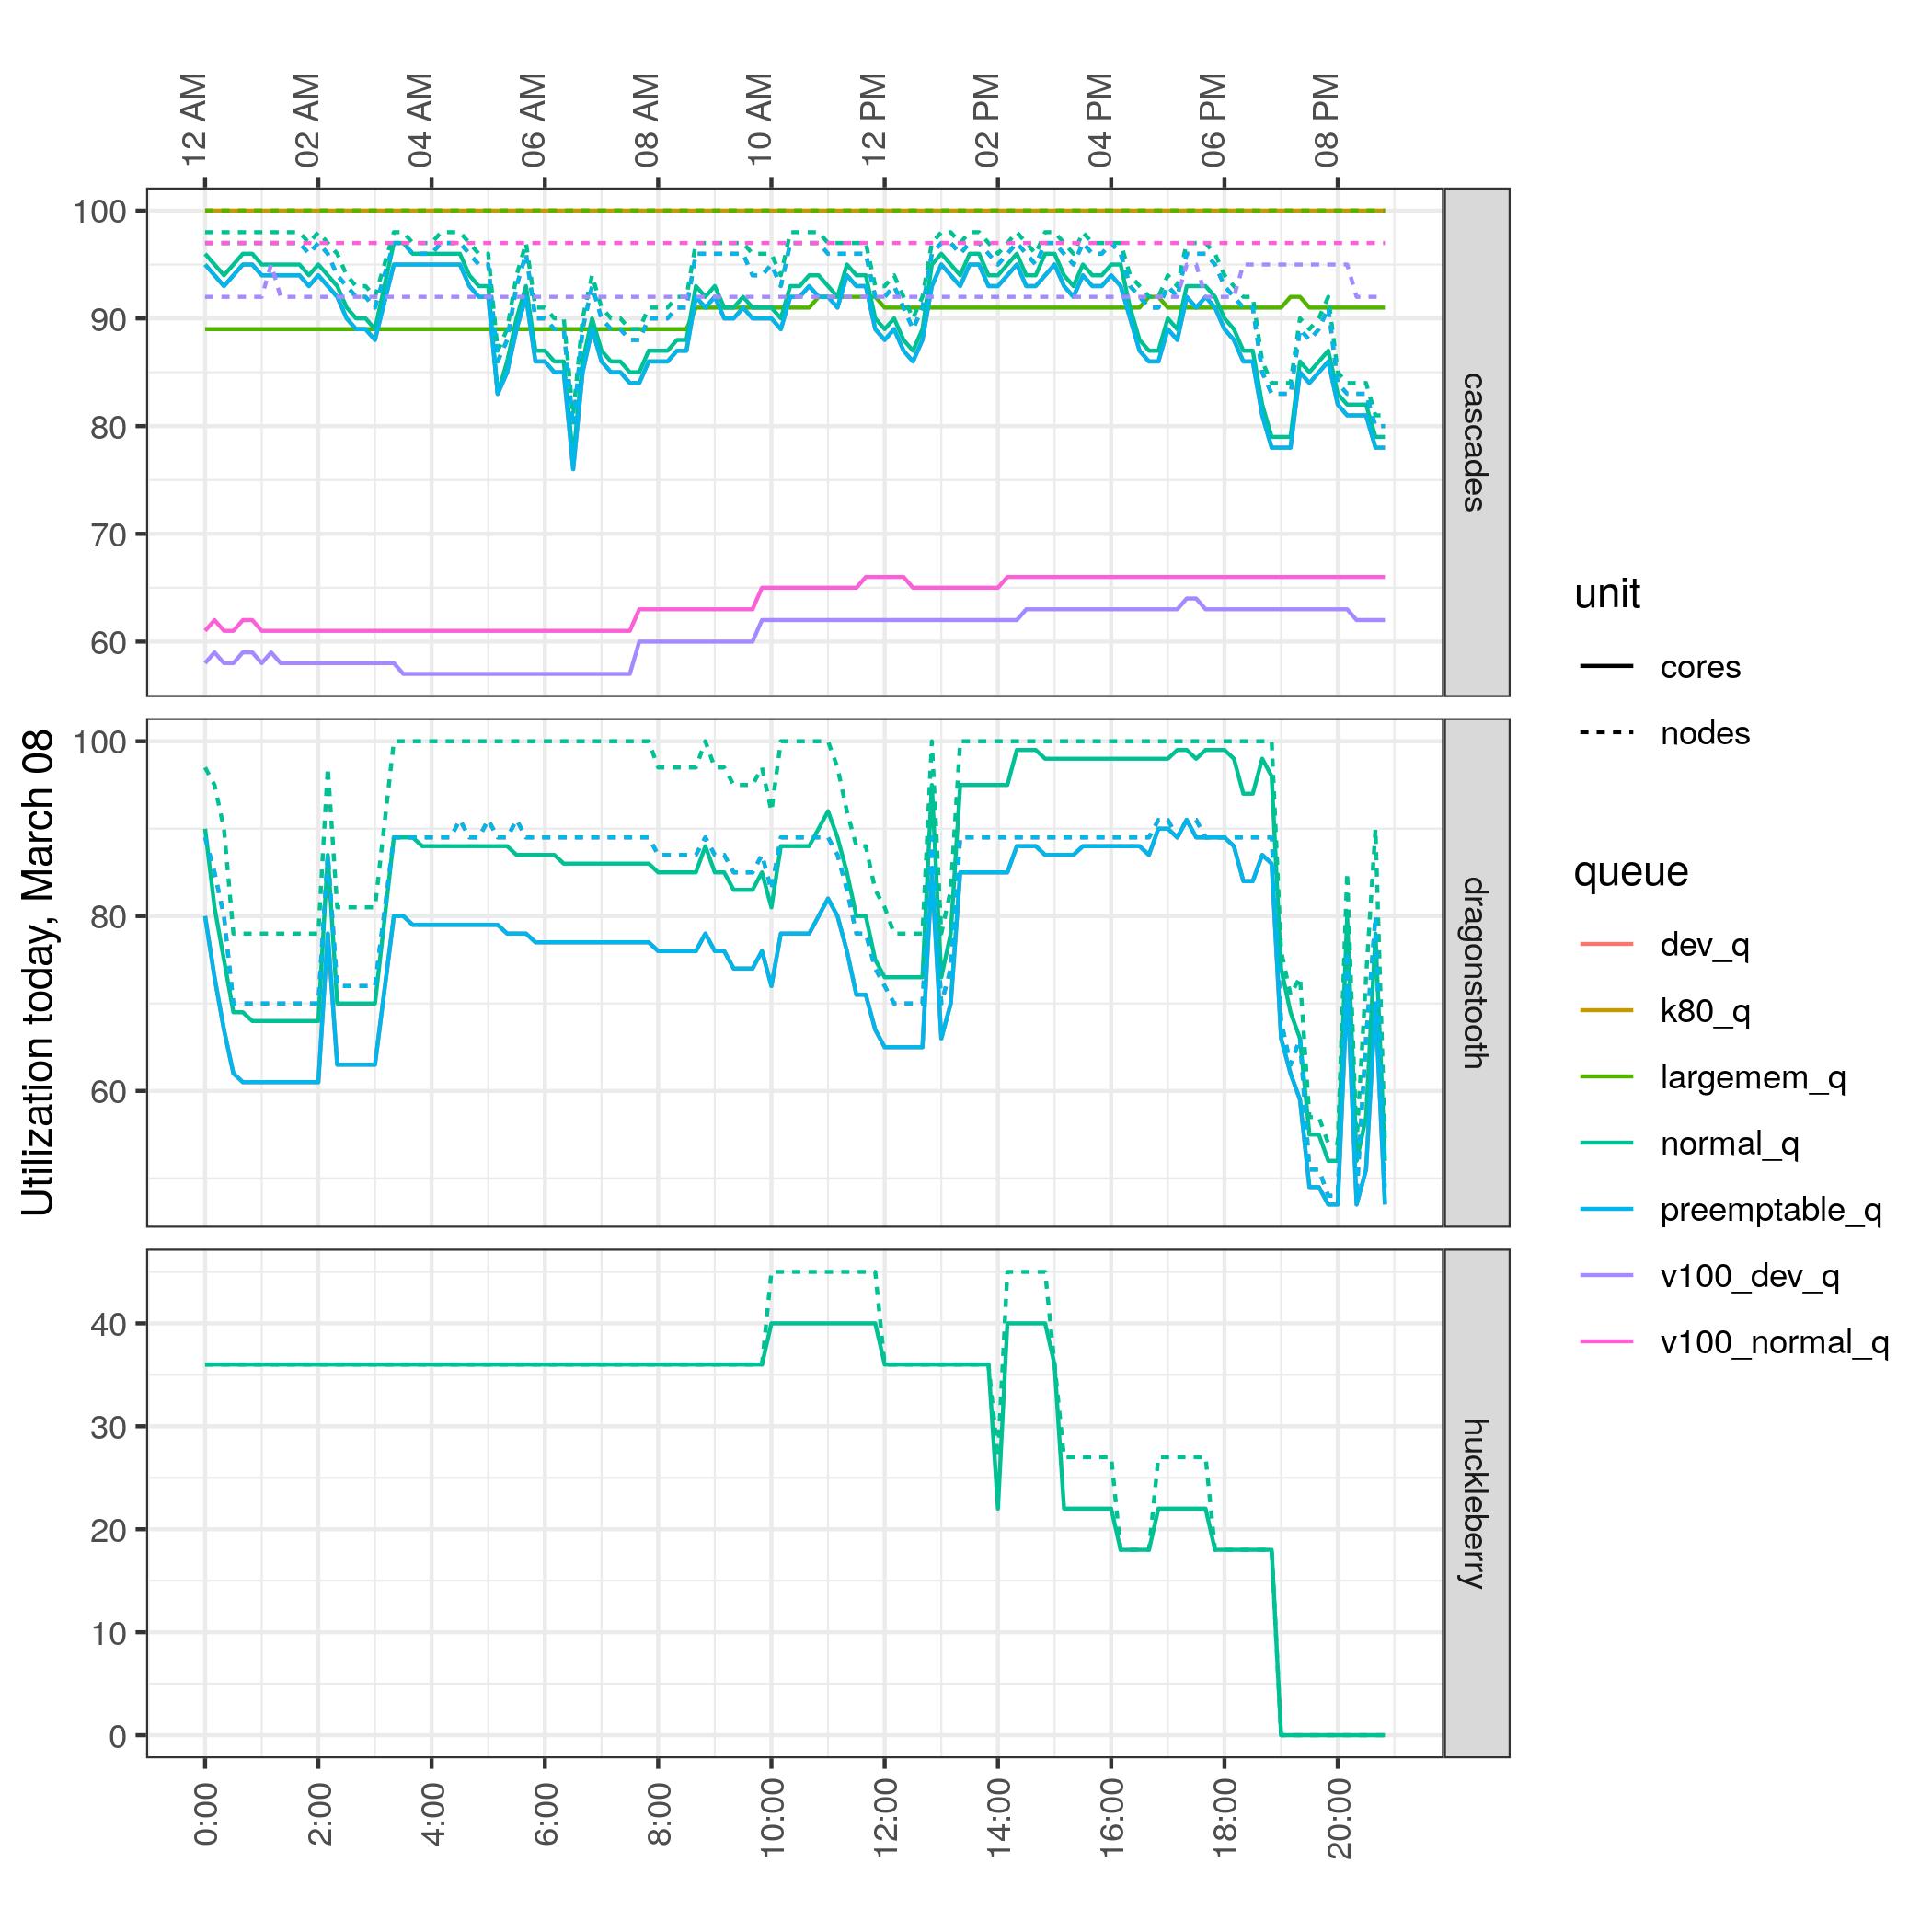 12 AM
02 AM
04 AM
06 AM
08 AM
10 AM
12 PM
02 PM
04 PM
06 PM
08 PM
100
90
80
70
60
cascades
Utilization today, March 08
100
80
60
dragonstooth
40
30
20
10
0
huckleberry
0:00
2:00
4:00
6:00
8:00
10:00
12:00
14:00
16:00
18:00
20:00
unit
cores
nodes
queue
dev_q
k80_q
largemem_q
normal_q
preemptable_q
v100_dev_q
v100_normal_q